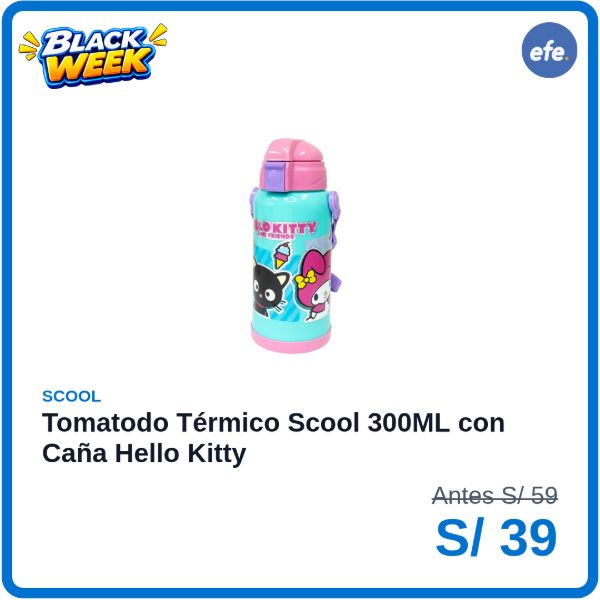 BLACK
WEEK
efe.
HELLO KITTY
AND FRIENDS
SCOOL
Tomatodo Térmico Scool 300ML con
Caña Hello Kitty
Antes S/ 59
S/ 39